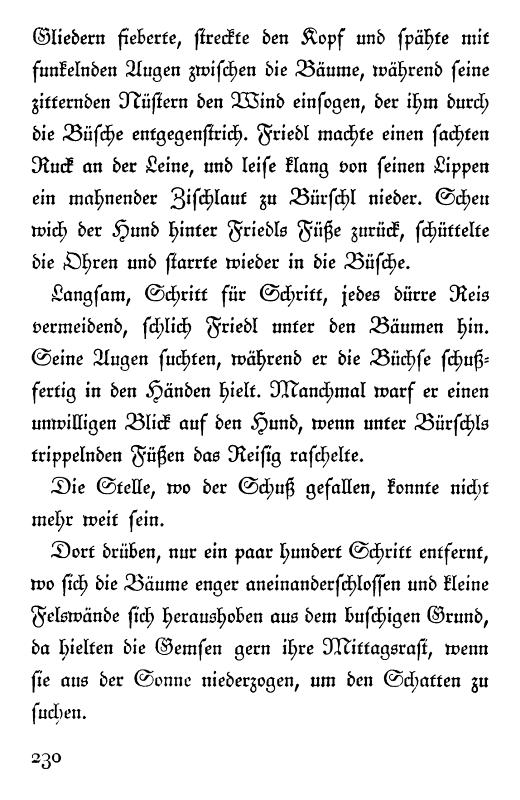 Gliedern fieberte, streckte den Kopf und spähte mit
funkelnden Augen zwischen die Bäume, während seine
zitternden Nüstern den Wind einsogen, der ihm durch
die Büsche entgegenstrich. Friedl machte einen sachten
Ruck an der Leine, und leise klang von seinen Lippen
ein mahnender Zischlaut zu Bürschl nieder. Scheu
wich der Hund hinter Friedls Füße zurück, schüttelte
die Ohren und starrte wieder in die Büsche.
Langsam, Schritt für Schritt, jedes dürre Reis
vermeidend, schlich Friedl unter den Bäumen hin.
Seine Augen suchten, während er die Büchse schuß-
fertig in den Händen hielt. Manchmal warf er einen
unwilligen Blick auf den Hund, wenn unter Bürschls
trippelnden Füßen das Reisig raschelte.
Die Stelle, wo der Schuß gefallen, konnte nicht
mehr weit sein.
Dort drüben, nur ein paar hundert Schritt entfernt,
wo sich die Bäume enger aneinanderschlossen und kleine
Felswände sich heraushoben aus dem buschigen Grund,
da hielten die Gemsen gern ihre Mittagsrast, wenn
sie aus der Sonne niederzogen, um den Schatten zu
suchen.
230